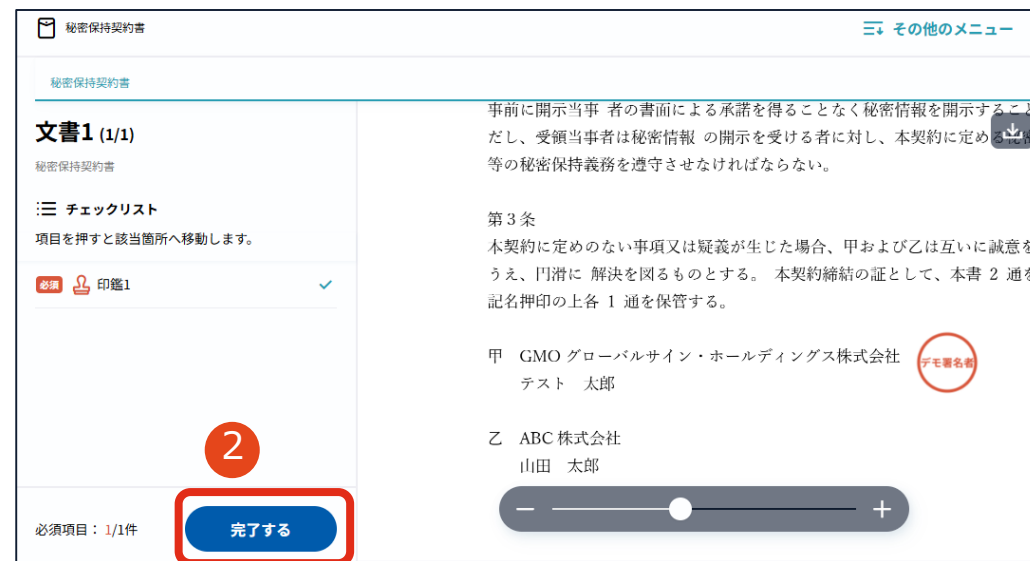 秘密保持契約書
その他のメニュー
秘密保持契約書
文書1 (1/1)
秘密保持契約書
チェックリスト
項目を押すと該当箇所へ移動します。
必須 印鑑1
2
必須項目：1/1件
完了する
事前に開示当事 者の書面による承諾を得ることなく秘密情報を開示すること
だし、受領当事者は秘密情報 の開示を受ける者に対し、本契約に定める
等の秘密保持義務を遵守させなければならない。
第３条
本契約に定めのない事項又は疑義が生じた場合、甲および乙は互いに誠意を
うえ、円滑に 解決を図るものとする。 本契約締結の証として、本書 2 通を
記名押印の上各 1 通を保管する。
甲 GMO グローバルサイン・ホールディングス株式会社
デモ署名者
テスト 太郎
乙 ABC 株式会社
山田 太郎